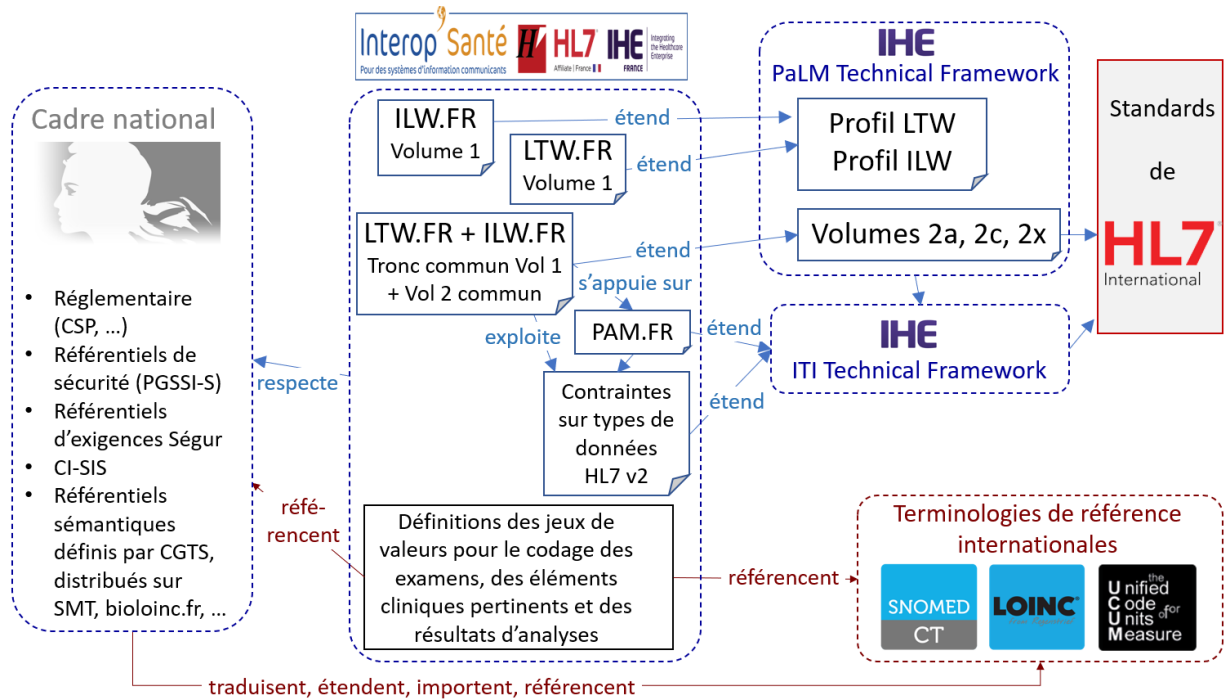 Interop'Santé
Pour des systèmes d'information communicants
HL7
Affiliate | France
IHE
FRANCE
Integrating
the Healthcare
Enterprise
Cadre national
• Réglementaire
(CSP, ...)
• Référentiels de
sécurité (PGSSI-S)
• Référentiels
d'exigences Ségur
• CI-SIS
• Référentiels
sémantiques
définis par CGTS,
distribués sur
SMT, bioloinc.fr, ...
respecte
réfé-
rencent
ILW.FR
Volume 1
étend
LTW.FR
Volume 1
étend
LTW.FR + ILW.FR
Tronc commun Vol 1
+ Vol 2 commun
étend
s'appuie sur
exploite
PAM.FR
étend
Contraintes
sur types de
données
HL7 v2
étend
Définitions des jeux de
valeurs pour le codage des
examens, des éléments
cliniques pertinents et des
résultats d'analyses
référencent
IHE
PaLM Technical Framework
Profil LTW
Profil ILW
Volumes 2a, 2c, 2x
IHE
ITI Technical Framework
Standards
de
HL7
International
Terminologies de référence
internationales
SNOMED
CT
LOINC
the
Unified
Code
Units of for
Measure
traduisent, étendent, importent, référencent